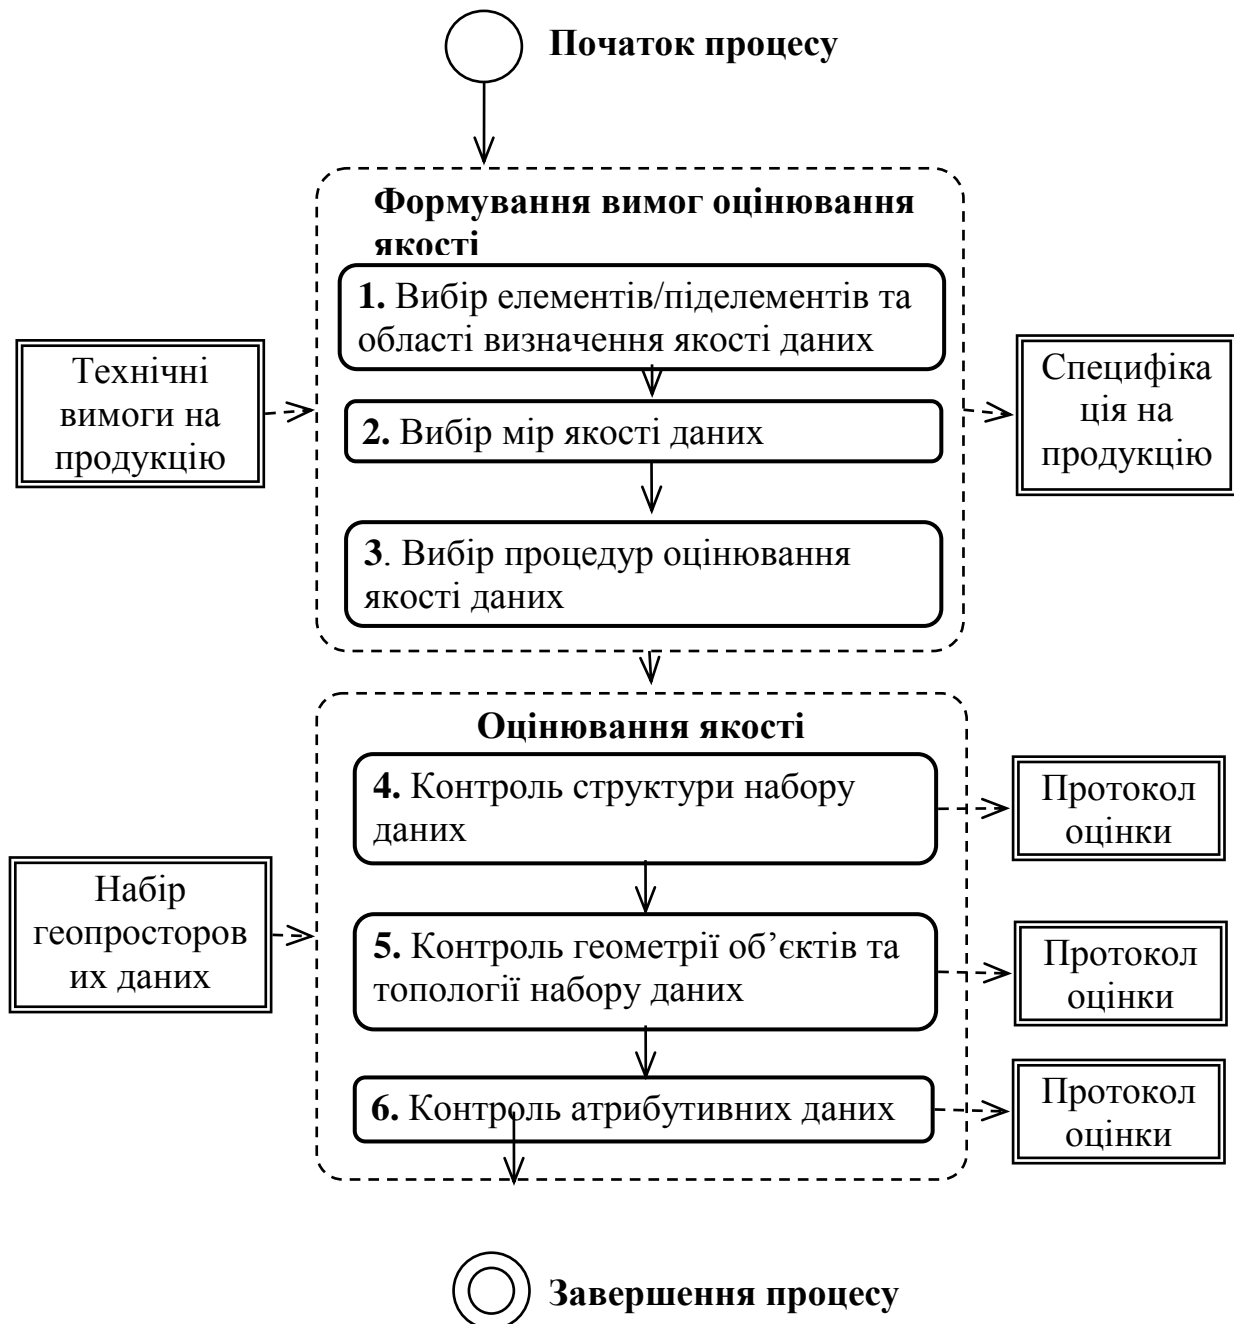 Початок процесу
Формування вимог оцінювання
якості
1. Вибір елементів/піделементів та
області визначення якості даних
Технічні
вимоги на
продукцію
Специфіка
ція на
продукцію
2. Вибір мір якості даних
3. Вибір процедур оцінювання
якості даних
Оцінювання якості
4. Контроль структури набору
даних
Протокол
оцінки
Набір
геопросторов
их даних
5. Контроль геометрії об’єктів та
топології набору даних
Протокол
оцінки
6. Контроль атрибутивних даних
Протокол
оцінки
Завершення процесу